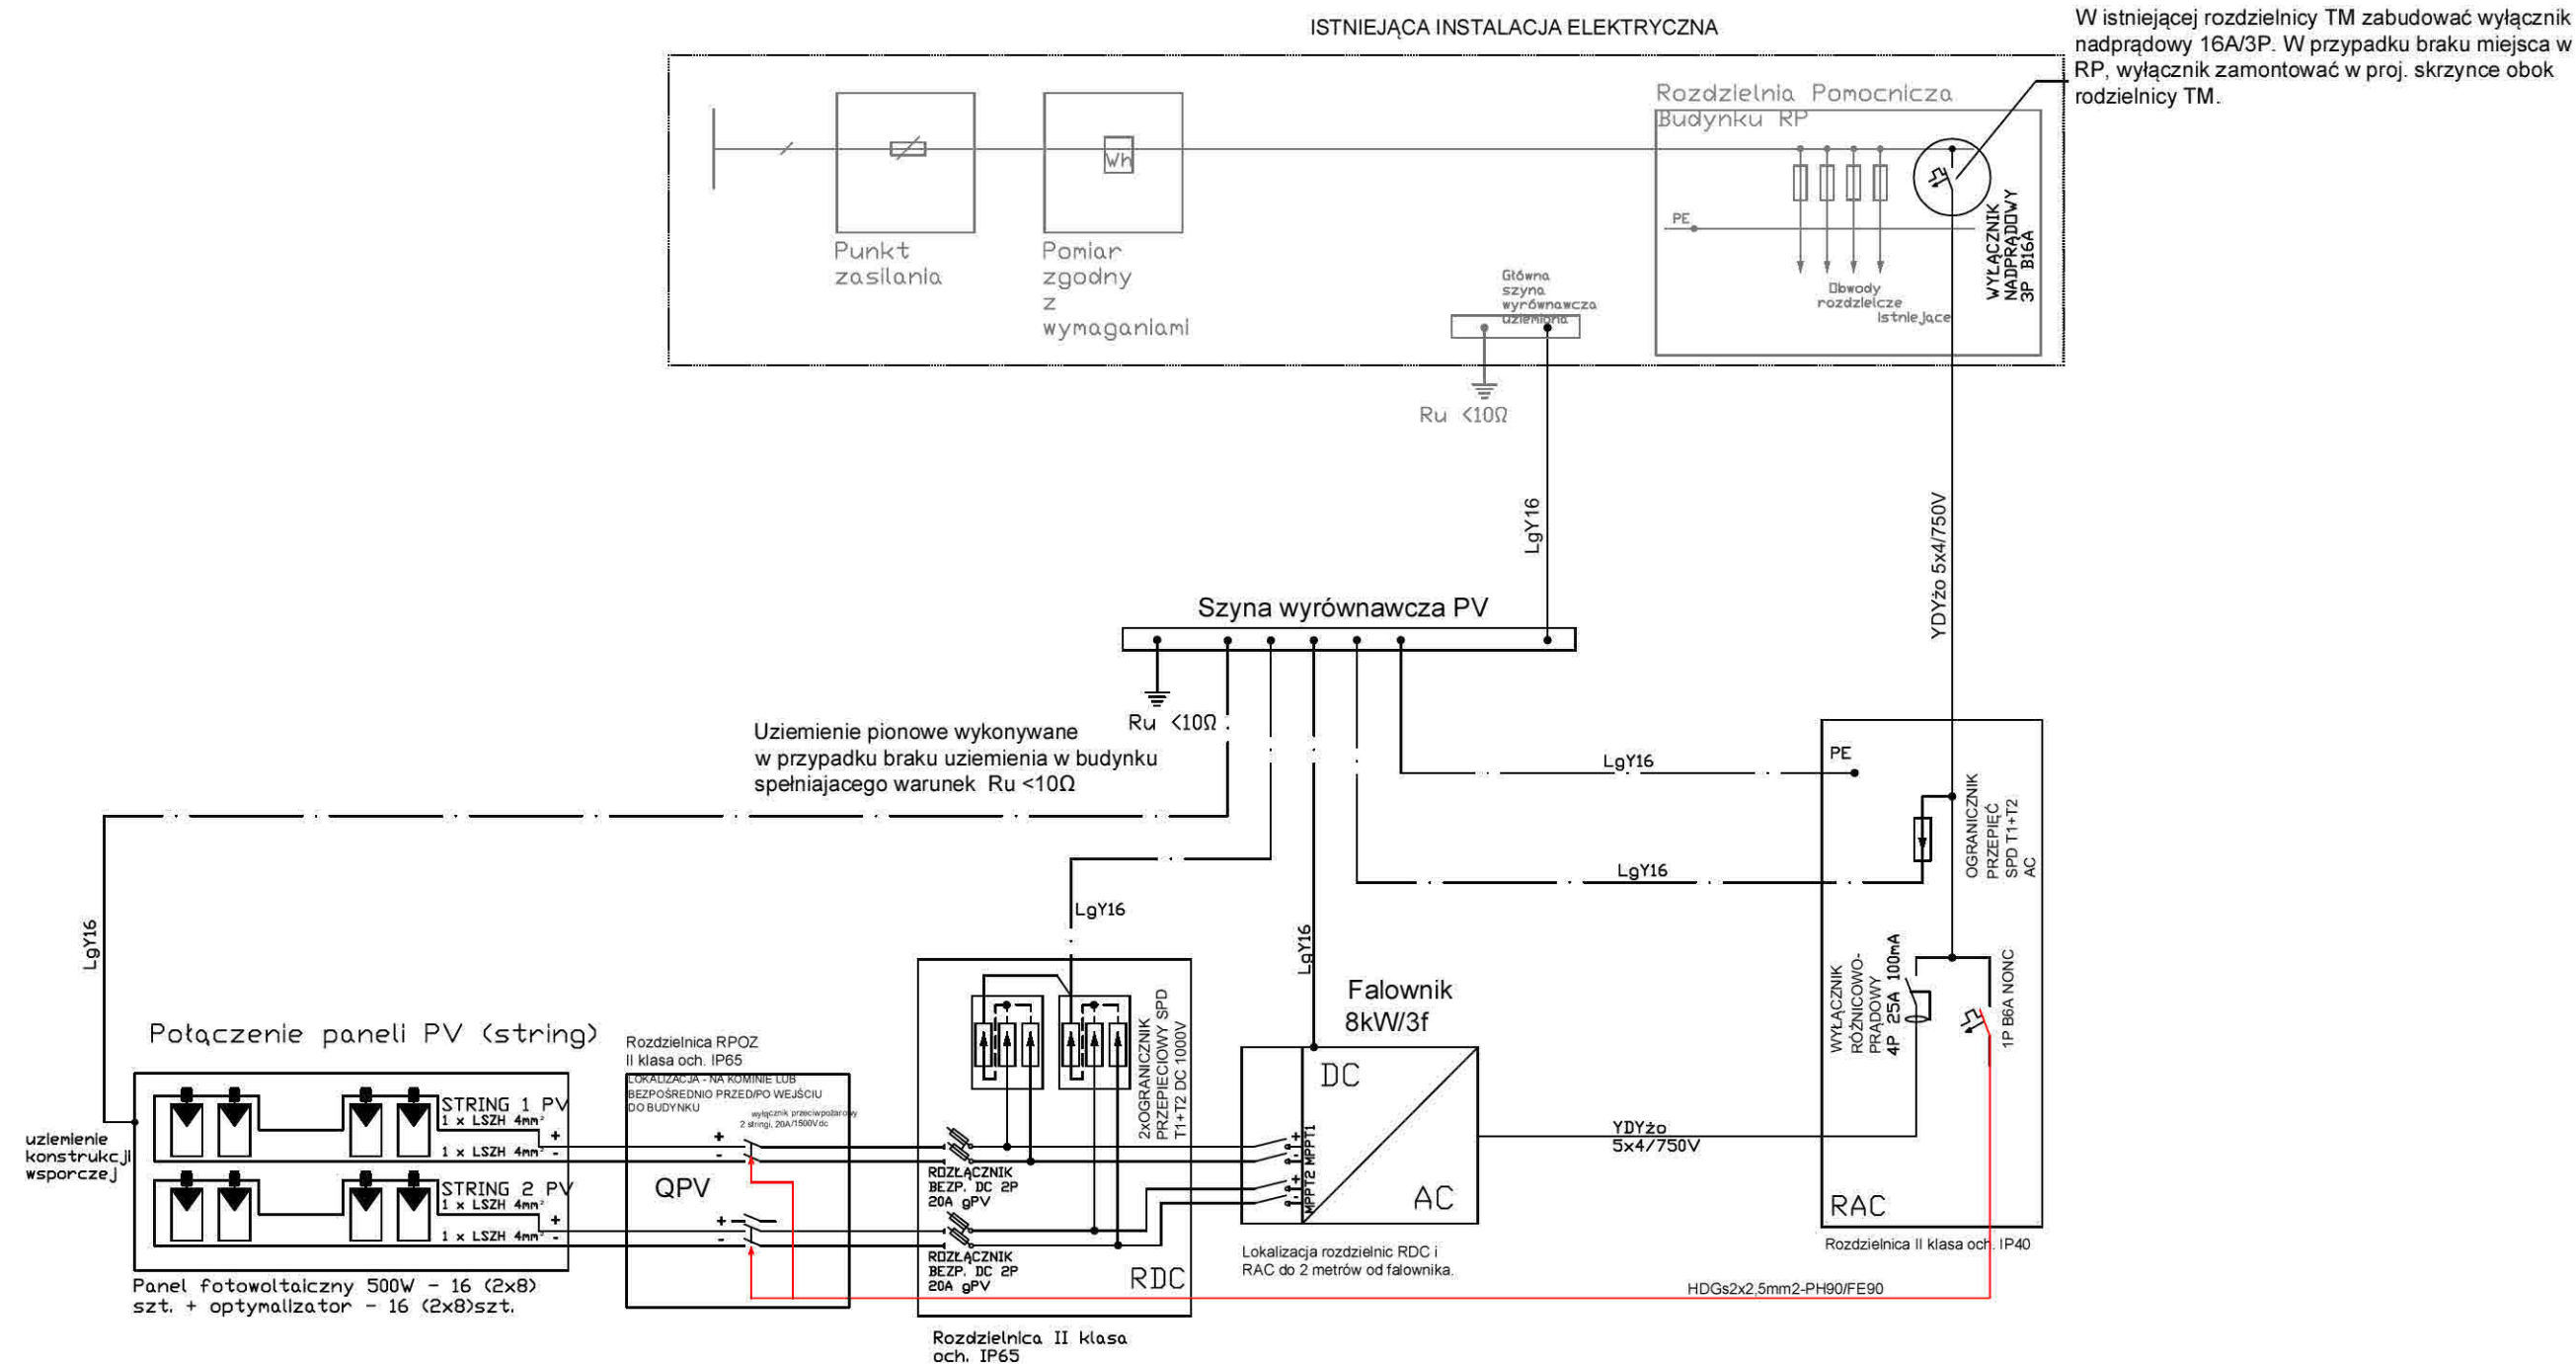 ISTNIEJĄCA INSTALACJA ELEKTRYCZNA
W istniejącej rozdzielnicy TM zabudować wyłącznik
nadprądowy 16A/3P. W przypadku braku miejsca w
RP, wyłącznik zamontować w proj. skrzynce obok
rodzielnicy TM.
Rozdzielnia Pomocnicza
Budynku RP
Wh
PE
WYŁĄCZNIK
NADPRĄDOWY
3P B16A
Punkt
zasilania
Pomiar
zgodny
z
wymaganiami
Główna
szyna
wyrównawcza
uziemiona
Obwody
rozdzielcze
istniejące
Ru <10Ω
LgY16
YDYżo 5x4/750V
Szyna wyrównawcza PV
Ru <10Ω
Uziemienie pionowe wykonywane
w przypadku braku uziemienia w budynku
spełniajacego warunek Ru <10Ω
LgY16
PE
OGRANICZNIK
PRZEPIĘĆ
SPD T1+T2
AC
LgY16
LgY16
LgY16
LgY16
Falownik
8kW/3f
WYŁĄCZNIK
RÓŻNICOWO-
PRĄDOWY
4P 25A 100mA
1P B6A NONC
Połączenie paneli PV (string)
Rozdzielnica RPOZ
II klasa och. IP65
LOKALIZACJA - NA KOMINIE LUB
BEZPOŚREDNIO PRZED/PO WEJŚCIU
DO BUDYNKU
wyłącznik przeciwpożarowy
2 stringi, 20A/1500Vdc
2xOGRANICZNIK
PRZEPIECIOWY SPD
T1+T2 DC 1000V
DC
AC
STRING 1 PV
1 x LSZH 4mm²
+
1 x LSZH 4mm² -
STRING 2 PV
1 x LSZH 4mm²
+
1 x LSZH 4mm² -
uziemienie
konstrukcji
wsporczej
+
-
QPV
+
-
ROZŁĄCZNIK
BEZP. DC 2P
20A gPV
ROZŁĄCZNIK
BEZP. DC 2P
20A gPV
RDC
+
-
MPPT1
+
-
MPPT2
YDYżo
5x4/750V
RAC
Rozdzielnica II klasa och. IP40
Lokalizacja rozdzielnic RDC i
RAC do 2 metrów od falownika.
HDGs2x2,5mm2-PH90/FE90
Panel fotowoltaiczny 500W - 16 (2x8)
szt. + optymalizator - 16 (2x8)szt.
Rozdzielnica II klasa
och. IP65